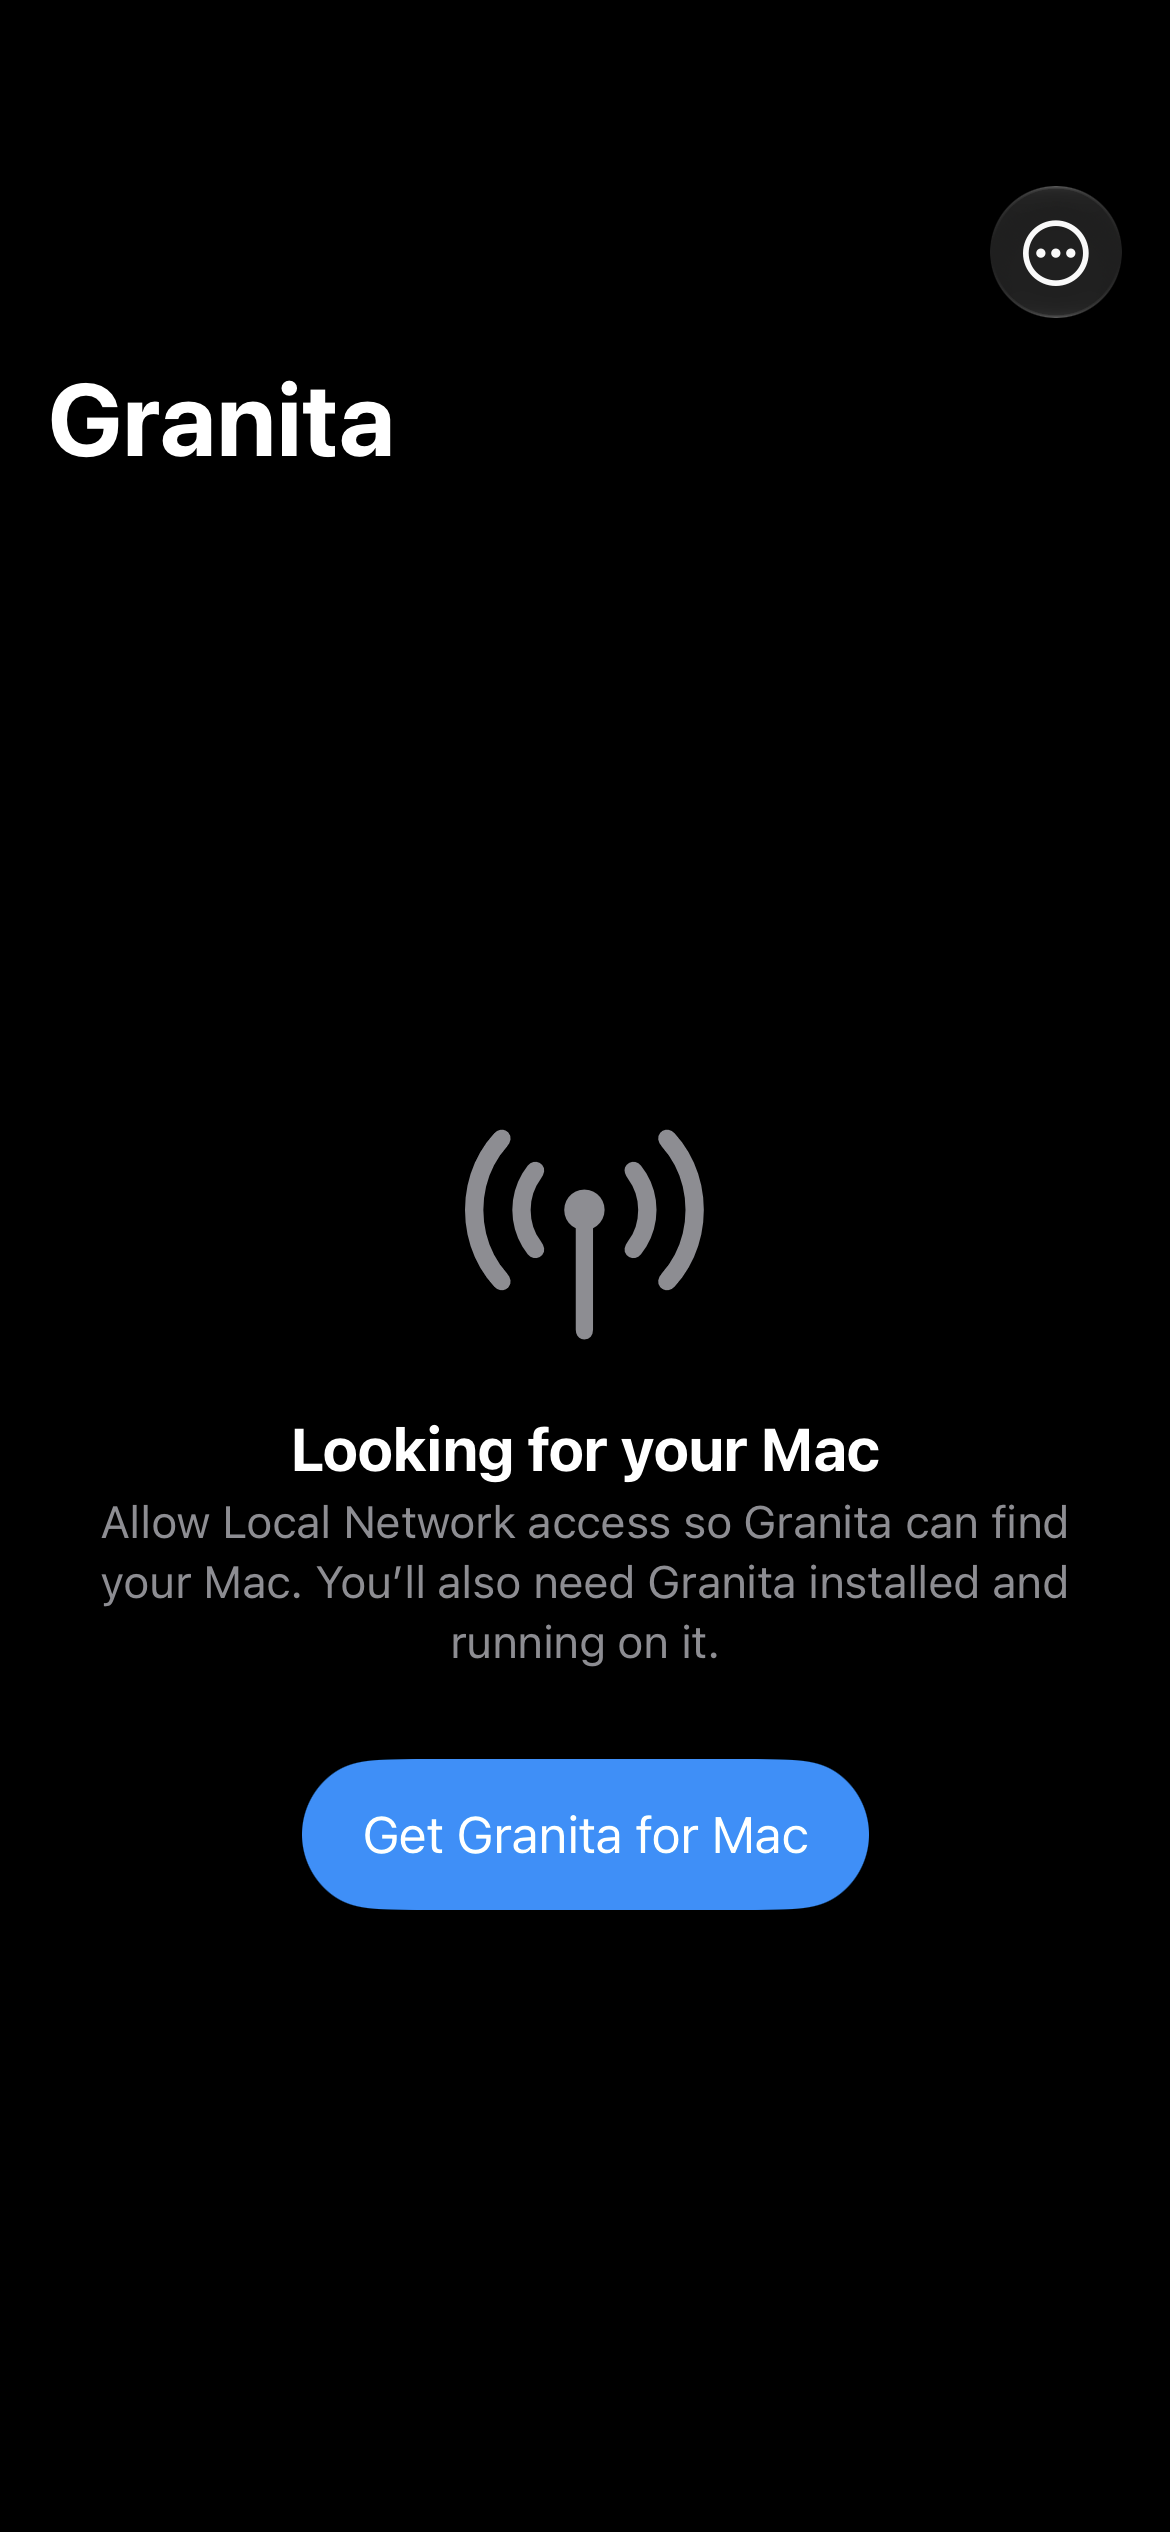 Granita
Looking for your Mac
Allow Local Network access so Granita can find
your Mac. You’ll also need Granita installed and
running on it.
Get Granita for Mac